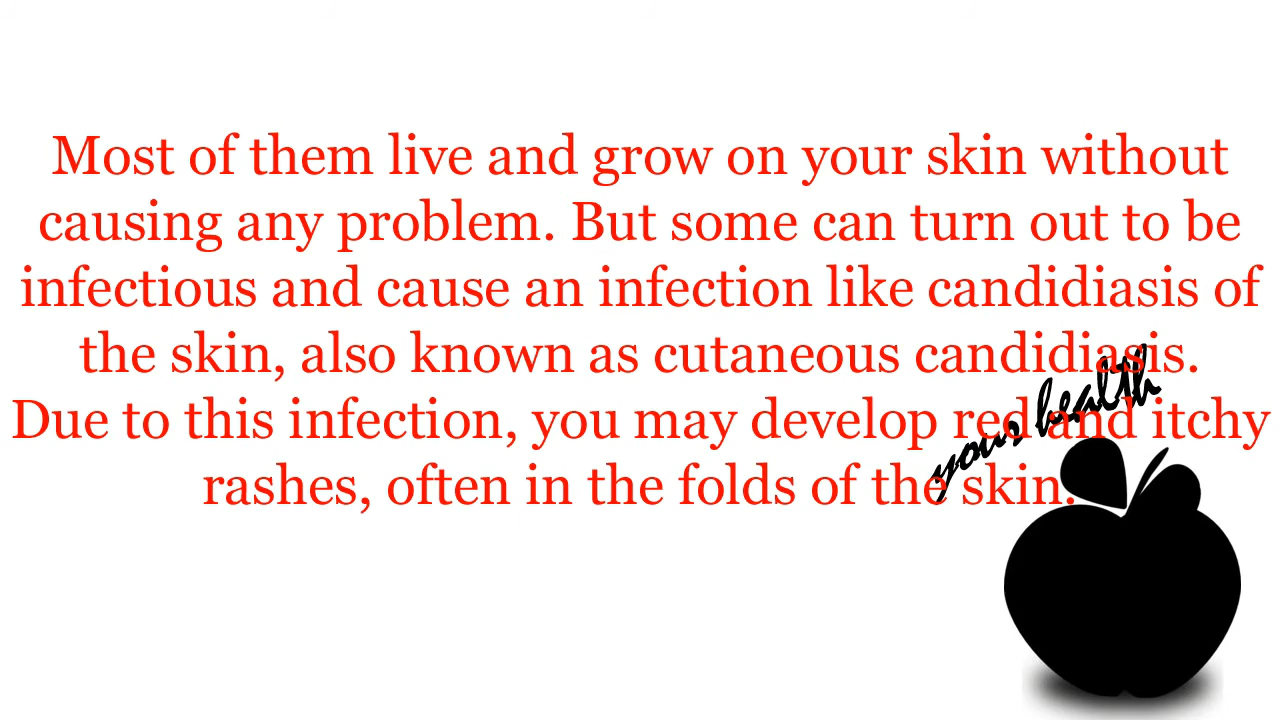 Most of them live and grow on your skin without
causing any problem. But some can turn out to be
infectious and cause an infection like candidiasis of
the skin, also known as cutaneous candidiasis.
Due to this infection, you may develop red and itchy
rashes, often in the folds of the skin.
your health